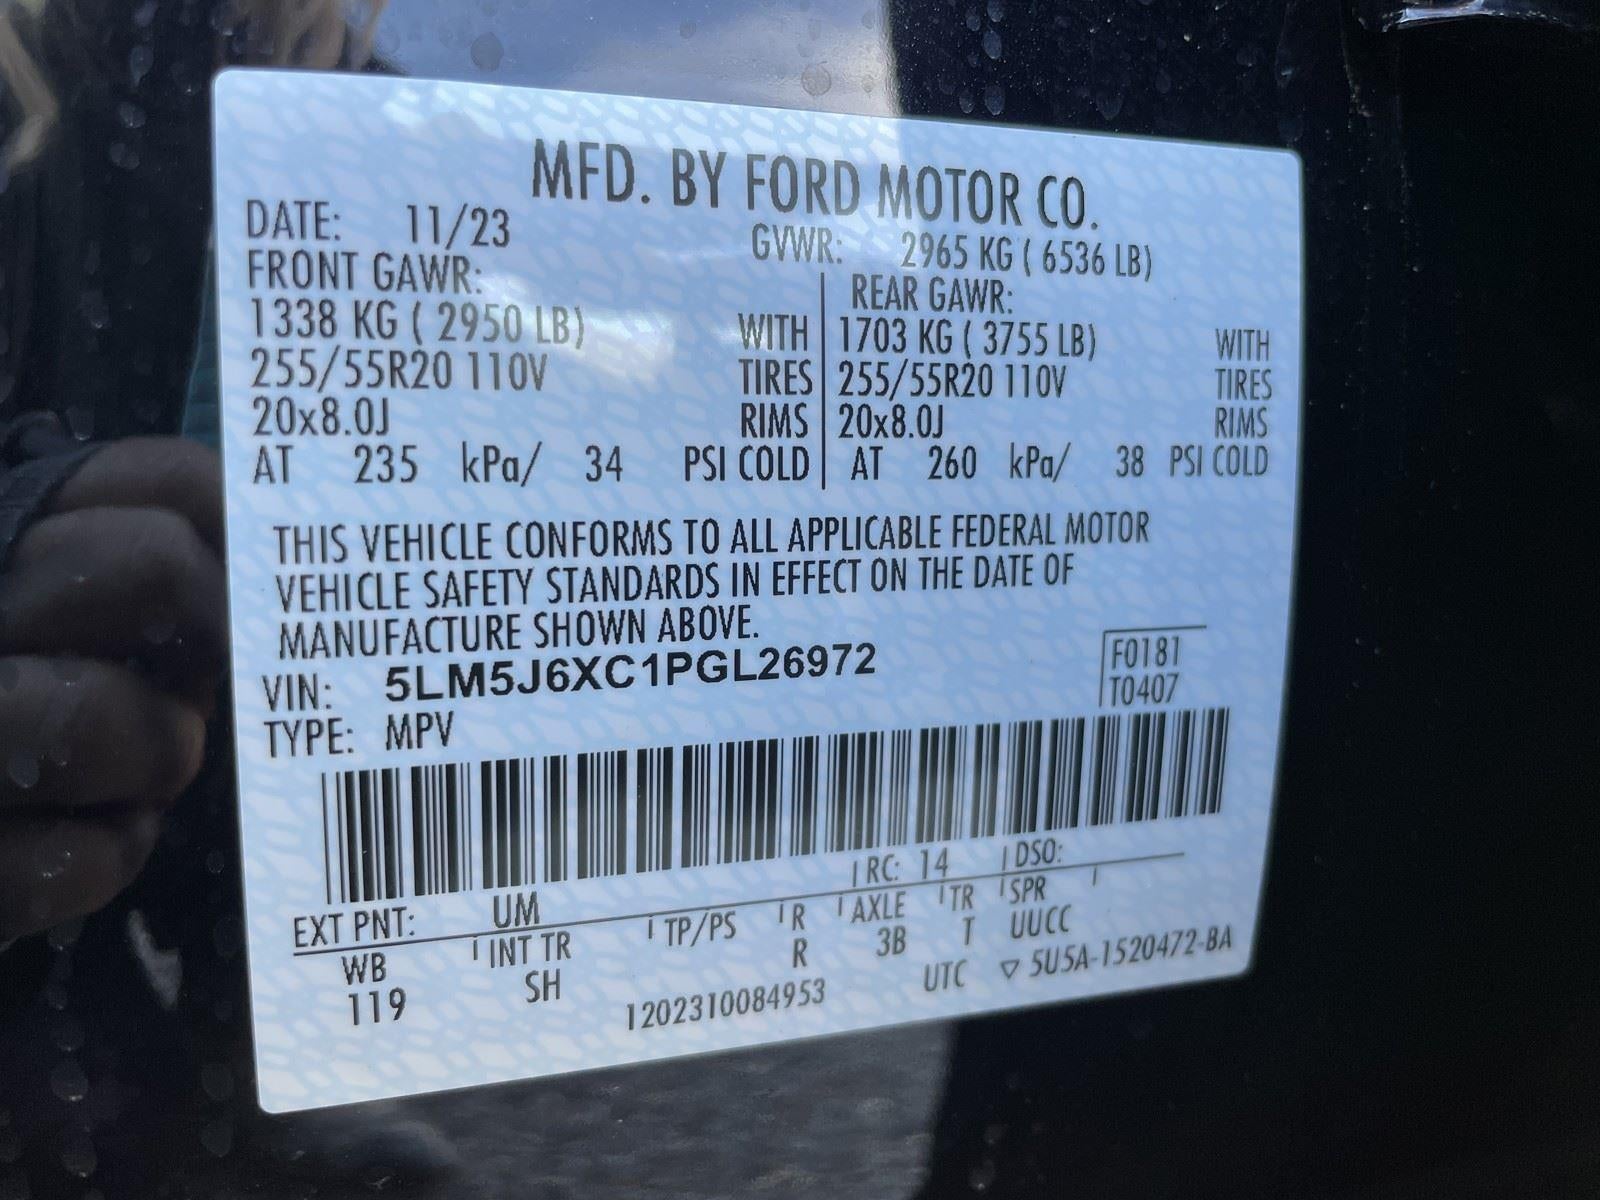 MFD. BY FORD MOTOR CO.
DATE: 11/23 GVWR: 2965 KG ( 6536 LB)
FRONT GAWR: REAR GAWR:
1338 KG ( 2950 LB) WITH 1703 KG ( 3755 LB) WITH
255/55R20 110V TIRES 255/55R20 110V TIRES
20x8.0J RIMS 20x8.0J RIMS
AT 235 kPa/ 34 PSI COLD AT 260 kPa/ 38 PSI COLD
THIS VEHICLE CONFORMS TO ALL APPLICABLE FEDERAL MOTOR
VEHICLE SAFETY STANDARDS IN EFFECT ON THE DATE OF
MANUFACTURE SHOWN ABOVE.
VIN: 5LM5J6XC1PGL26972
F0181
T0407
TYPE: MPV
EXT PNT: UM RC: 14 DSO:
WB INT TR TP/PS R AXLE TR SPR
119 SH R 3B T UUCC
1202310084953 UTC ▽ 5U5A-1520472-BA